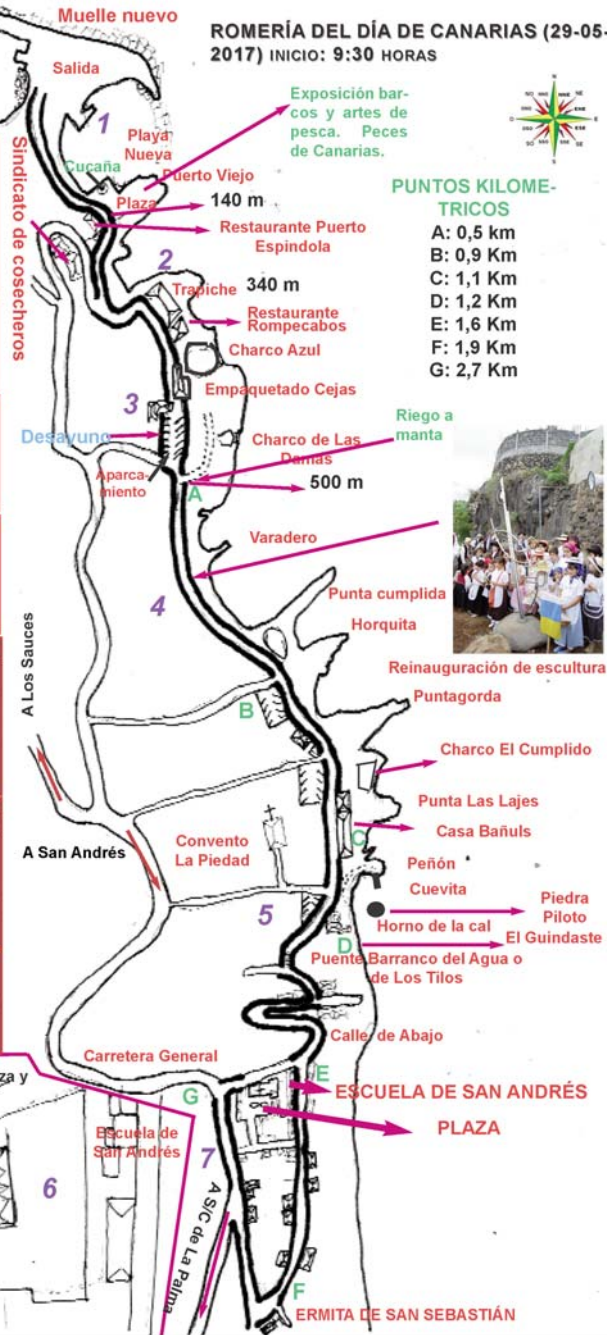 Muelle nuevo
ROMERÍA DEL DÍA DE CANARIAS (29-05-
2017) INICIO: 9:30 HORAS
Salida
Exposición bar-
cos y artes de
pesca. Peces
de Canarias.
1
Playa
Nueva
Cucaña
Puerto Viejo
Plaza
140 m
Sindicato de cosecheros
Restaurante Puerto
Espindola
PUNTOS KILOME-
TRICOS
A: 0,5 km
B: 0,9 Km
C: 1,1 Km
D: 1,2 Km
E: 1,6 Km
F: 1,9 Km
G: 2,7 Km
2
Trapiche
340 m
Restaurante
Rompecabos
Charco Azul
Empaquetado Cejas
3
Desayuno
Riego a
manta
Charco de Las
Damas
Aparca-
miento
A
500 m
Varadero
4
Punta cumplida
Horquita
Reinauguración de escultura
Puntagorda
A Los Sauces
B
Charco El Cumplido
Punta Las Lajes
Casa Bañuls
C
A San Andrés
Convento
La Piedad
Peñón
Cuevita
Piedra
Piloto
5
Horno de la cal
D
El Guindaste
Puente Barranco del Agua o
de Los Tilos
Calle de Abajo
Carretera General
za y
E
ESCUELA DE SAN ANDRÉS
G
PLAZA
Escuela de
San Andrés
6
7
A S/C de La Palma
F
ERMITA DE SAN SEBASTIÁN